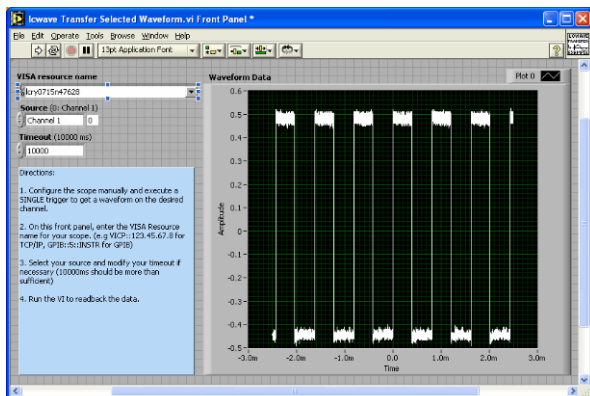 lcwave Transfer Selected Waveform.vi Front Panel *
File Edit Operate Tools Browse Window Help
13pt Application Font
?
VISA resource name
lcry0715n47628
Source (0: Channel 1)
Channel 1 0
Timeout (10000 ms)
10000
Directions:
1. Configure the scope manually and execute a
SINGLE trigger to get a waveform on the desired
channel.
2. On this front panel, enter the VISA Resource
name for your scope. (e.g VICP::123.45.67.8 for
TCP/IP, GPIB::5::INSTR for GPIB)
3. Select your source and modify your timeout if
necessary (10000ms should be more than
sufficient)
4. Run the VI to readback the data.
Waveform Data
Plot 0
Amplitude
0.6
0.5
0.4
0.3
0.2
0.1
0
-0.1
-0.2
-0.3
-0.4
-0.5
-3.0m -2.0m -1.0m 0.0 1.0m 2.0m 3.0m
Time